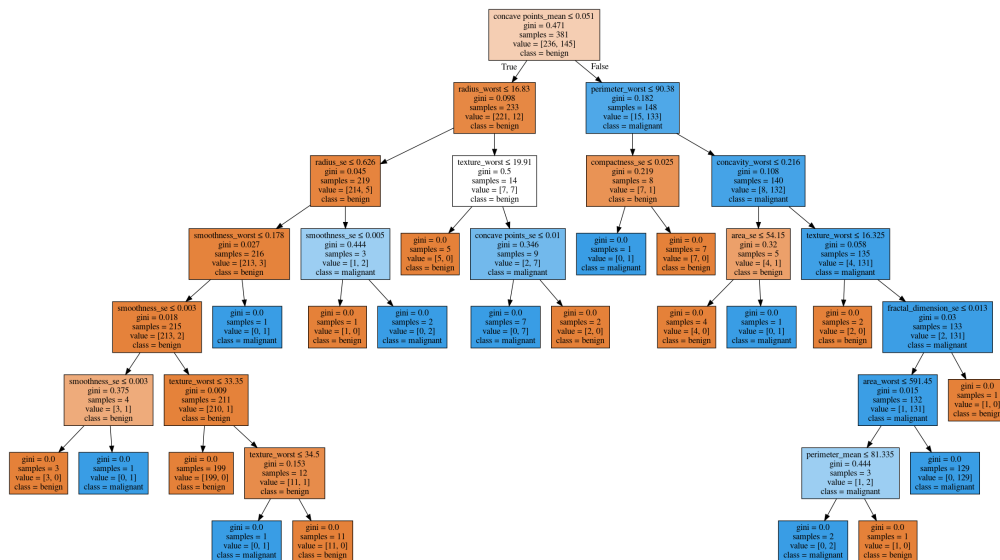 concave points_mean ≤ 0.051
gini = 0.471
samples = 381
value = [236, 145]
class = benign
True
False
radius_worst ≤ 16.83
gini = 0.098
samples = 233
value = [221, 12]
class = benign
perimeter_worst ≤ 90.38
gini = 0.182
samples = 148
value = [15, 133]
class = malignant
radius_se ≤ 0.626
gini = 0.045
samples = 219
value = [214, 5]
class = benign
texture_worst ≤ 19.91
gini = 0.5
samples = 14
value = [7, 7]
class = benign
compactness_se ≤ 0.025
gini = 0.219
samples = 8
value = [7, 1]
class = benign
concavity_worst ≤ 0.216
gini = 0.108
samples = 140
value = [8, 132]
class = malignant
smoothness_worst ≤ 0.178
gini = 0.027
samples = 216
value = [213, 3]
class = benign
smoothness_se ≤ 0.005
gini = 0.444
samples = 3
value = [1, 2]
class = malignant
gini = 0.0
samples = 5
value = [5, 0]
class = benign
concave points_se ≤ 0.01
gini = 0.346
samples = 9
value = [2, 7]
class = malignant
gini = 0.0
samples = 1
value = [0, 1]
class = malignant
gini = 0.0
samples = 7
value = [7, 0]
class = benign
area_se ≤ 54.15
gini = 0.32
samples = 5
value = [4, 1]
class = benign
texture_worst ≤ 16.325
gini = 0.058
samples = 135
value = [4, 131]
class = malignant
smoothness_se ≤ 0.003
gini = 0.018
samples = 215
value = [213, 2]
class = benign
gini = 0.0
samples = 1
value = [0, 1]
class = malignant
gini = 0.0
samples = 1
value = [1, 0]
class = benign
gini = 0.0
samples = 2
value = [0, 2]
class = malignant
gini = 0.0
samples = 7
value = [0, 7]
class = malignant
gini = 0.0
samples = 2
value = [2, 0]
class = benign
gini = 0.0
samples = 4
value = [4, 0]
class = benign
gini = 0.0
samples = 1
value = [0, 1]
class = malignant
gini = 0.0
samples = 2
value = [2, 0]
class = benign
fractal_dimension_se ≤ 0.013
gini = 0.03
samples = 133
value = [2, 131]
class = malignant
smoothness_se ≤ 0.003
gini = 0.375
samples = 4
value = [3, 1]
class = benign
texture_worst ≤ 33.35
gini = 0.009
samples = 211
value = [210, 1]
class = benign
area_worst ≤ 591.45
gini = 0.015
samples = 132
value = [1, 131]
class = malignant
gini = 0.0
samples = 1
value = [1, 0]
class = benign
gini = 0.0
samples = 3
value = [3, 0]
class = benign
gini = 0.0
samples = 1
value = [0, 1]
class = malignant
gini = 0.0
samples = 199
value = [199, 0]
class = benign
texture_worst ≤ 34.5
gini = 0.153
samples = 12
value = [11, 1]
class = benign
perimeter_mean ≤ 81.335
gini = 0.444
samples = 3
value = [1, 2]
class = malignant
gini = 0.0
samples = 129
value = [0, 129]
class = malignant
gini = 0.0
samples = 1
value = [0, 1]
class = malignant
gini = 0.0
samples = 11
value = [11, 0]
class = benign
gini = 0.0
samples = 2
value = [0, 2]
class = malignant
gini = 0.0
samples = 1
value = [1, 0]
class = benign